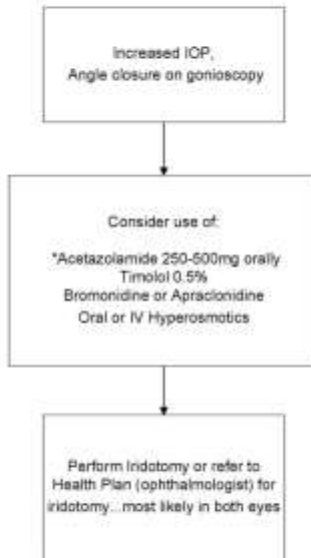 Increased IOP,
Angle closure on gonioscopy
Consider use of:
*Acetazolamide 250-500mg orally
Timolol 0.5%
Bromonidine or Apraclonidine
Oral or IV Hyperosmotics
Perform Iridotomy or refer to
Health Plan (ophthalmologist) for
iridotomy...most likely in both eyes